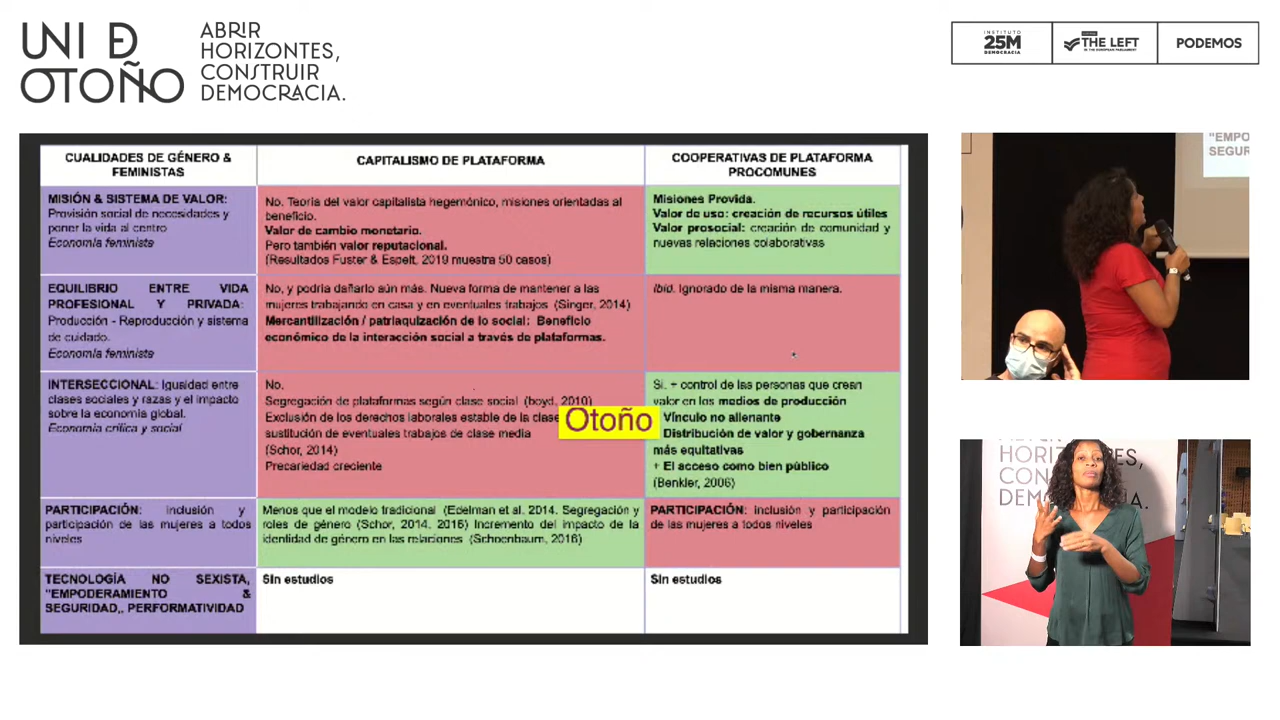 UNI D
OTOÑO
ABRIR
HORIZONTES,
CONSTRUIR
DEMOCRACIA.
INSTITUTO
25M
DEMOCRACIA
THE LEFT
IN THE EUROPEAN PARLIAMENT
PODEMOS
CUALIDADES DE GÉNERO &
FEMINISTAS
CAPITALISMO DE PLATAFORMA
COOPERATIVAS DE PLATAFORMA
PROCOMUNES
MISIÓN & SISTEMA DE VALOR:
Provisión social de necesidades y
poner la vida al centro
Economía feminista
No. Teoría del valor capitalista hegemónico, misiones orientadas al
beneficio.
Valor de cambio monetario.
Pero también valor reputacional.
(Resultados Fuster & Espelt, 2019 muestra 50 casos)
Misiones Provida.
Valor de uso: creación de recursos útiles
Valor prosocial: creación de comunidad y
nuevas relaciones colaborativas
EQUILIBRIO ENTRE VIDA
PROFESIONAL Y PRIVADA:
Producción - Reproducción y sistema
de cuidado.
Economía feminista
No, y podría dañarlo aún más. Nueva forma de mantener a las
mujeres trabajando en casa y en eventuales trabajos (Singer, 2014)
Mercantilización / patriaquización de lo social: Beneficio
económico de la interacción social a través de plataformas.
Ibid. Ignorado de la misma manera.
INTERSECCIONAL: Igualdad entre
clases sociales y razas y el impacto
sobre la economía global.
Economía crítica y social
No.
Segregación de plataformas según clase social (boyd, 2010)
Exclusión de los derechos laborales estable de la clase
sustitución de eventuales trabajos de clase media
(Schor, 2014)
Precariedad creciente
Otoño
Si. + control de las personas que crean
valor en los medios de producción
Vínculo no alienante
Distribución de valor y gobernanza
más equitativas
+ El acceso como bien público
(Benkler, 2006)
PARTICIPACIÓN: inclusión y
participación de las mujeres a todos
niveles
Menos que el modelo tradicional (Edelman et al. 2014. Segregación y
roles de género (Schor, 2014. 2016) Incremento del impacto de la
identidad de género en las relaciones (Schoenbaum, 2016)
PARTICIPACIÓN: inclusión y participación
de las mujeres a todos niveles
TECNOLOGÍA NO SEXISTA,
"EMPODERAMIENTO &
SEGURIDAD,, PERFORMATIVIDAD
Sin estudios
Sin estudios
"EMPO
SEGUR
HORIZONTES,
CON
DEM